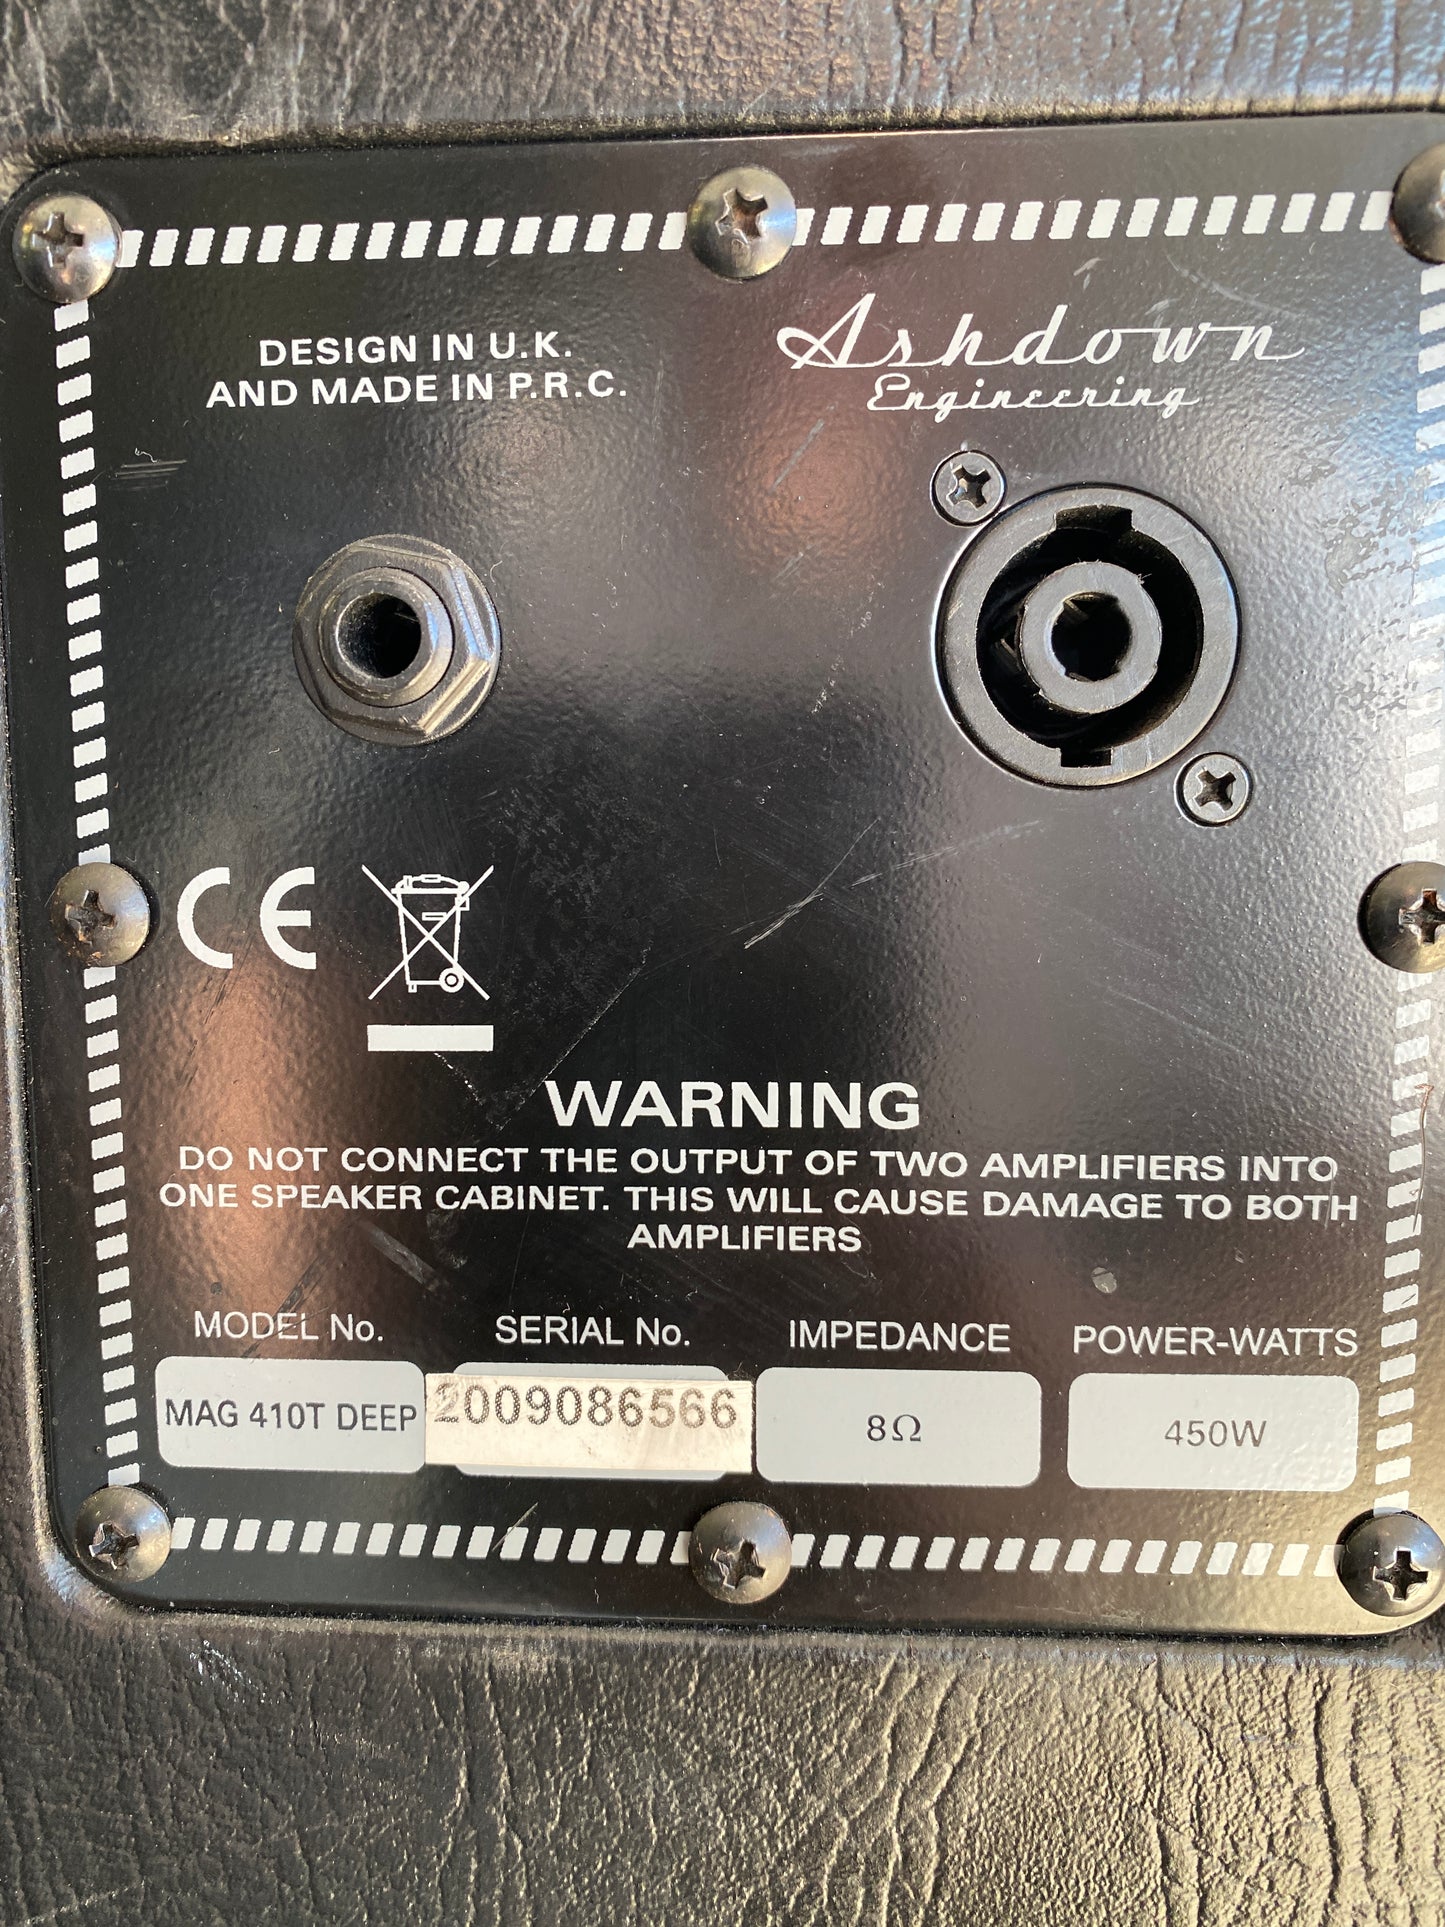 DESIGN IN U.K.
AND MADE IN P.R.C.
Ashdown
Engineering
CE
WARNING
DO NOT CONNECT THE OUTPUT OF TWO AMPLIFIERS INTO
ONE SPEAKER CABINET. THIS WILL CAUSE DAMAGE TO BOTH
AMPLIFIERS
MODEL No. SERIAL No. IMPEDANCE POWER-WATTS
MAG 410T DEEP 2009086566 8Ω 450W